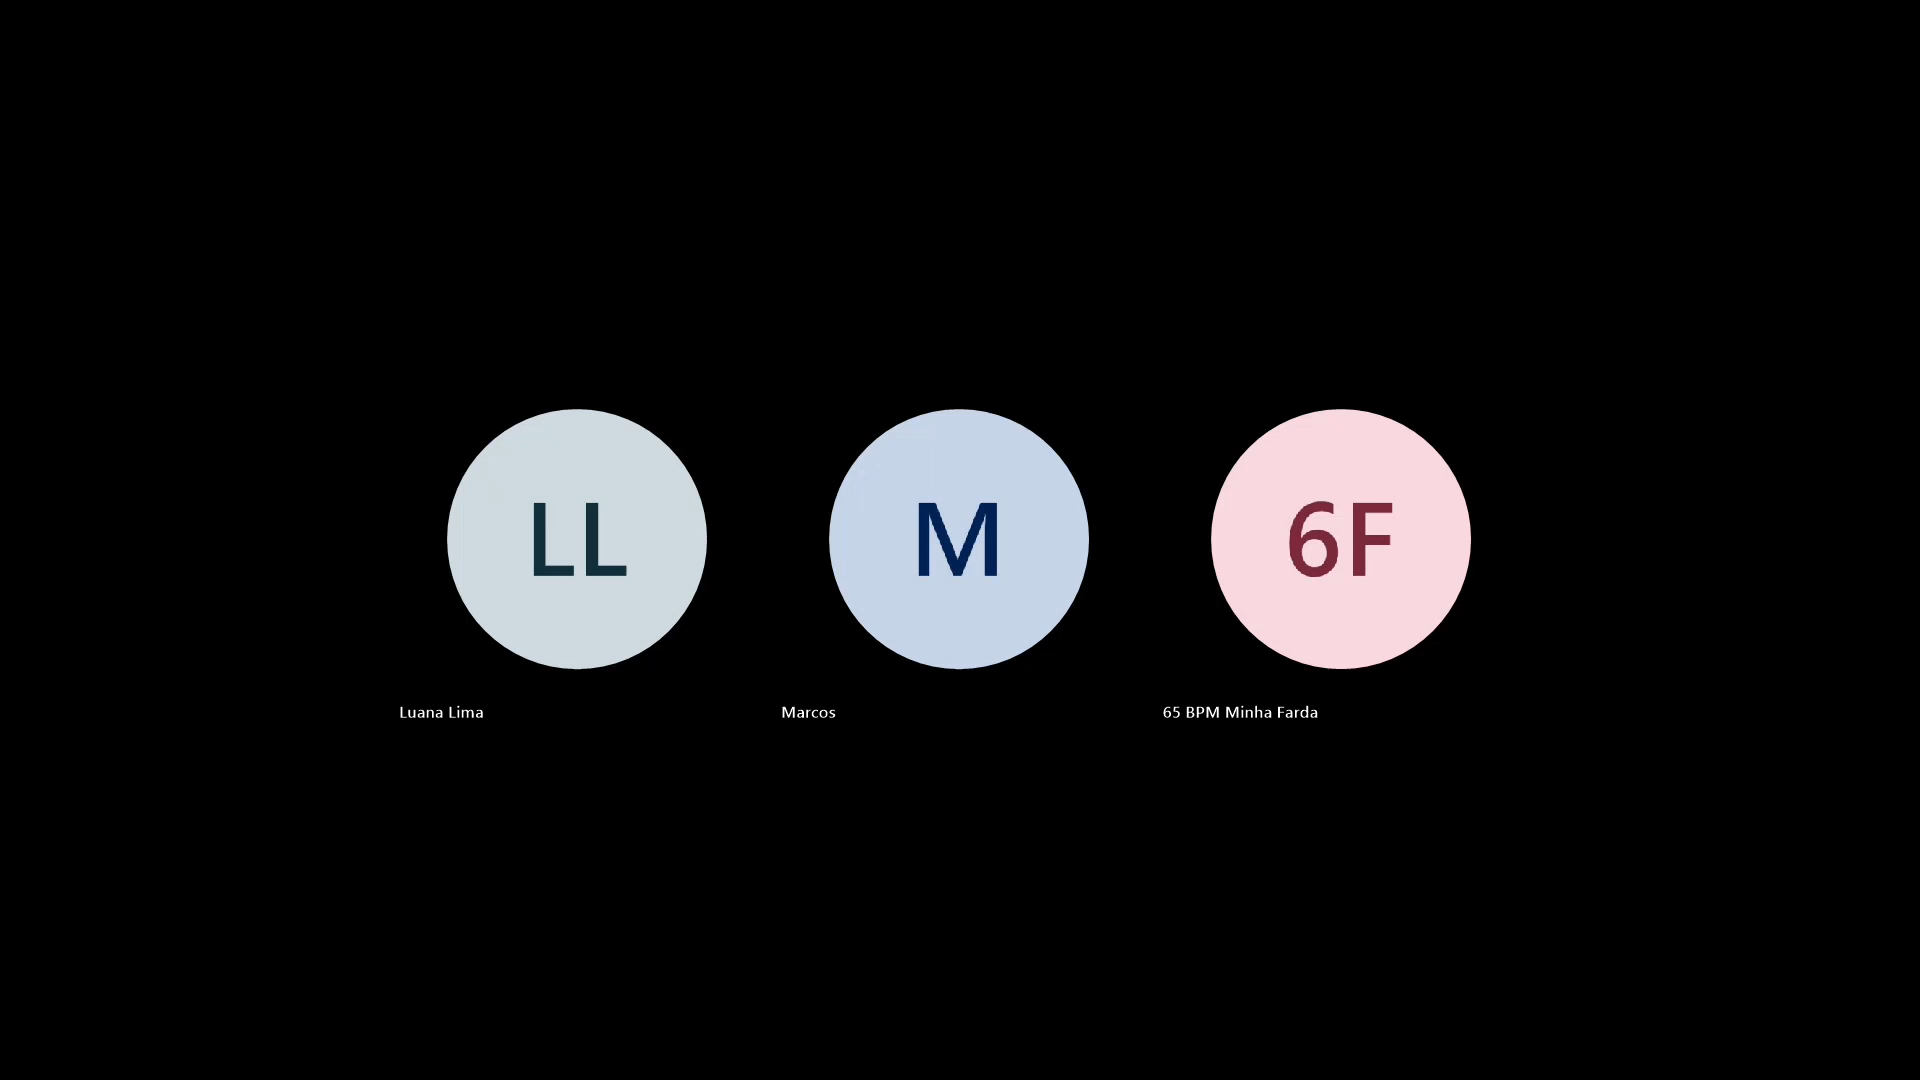 LL
M
6F
Luana Lima
Marcos
65 BPM Minha Farda